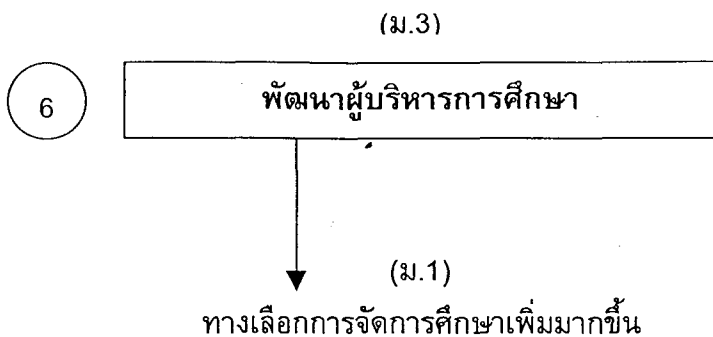 (ม.3)
6 พัฒนาผู้บริหารการศึกษา
(ม.1)
ทางเลือกการจัดการศึกษาเพิ่มมากขึ้น